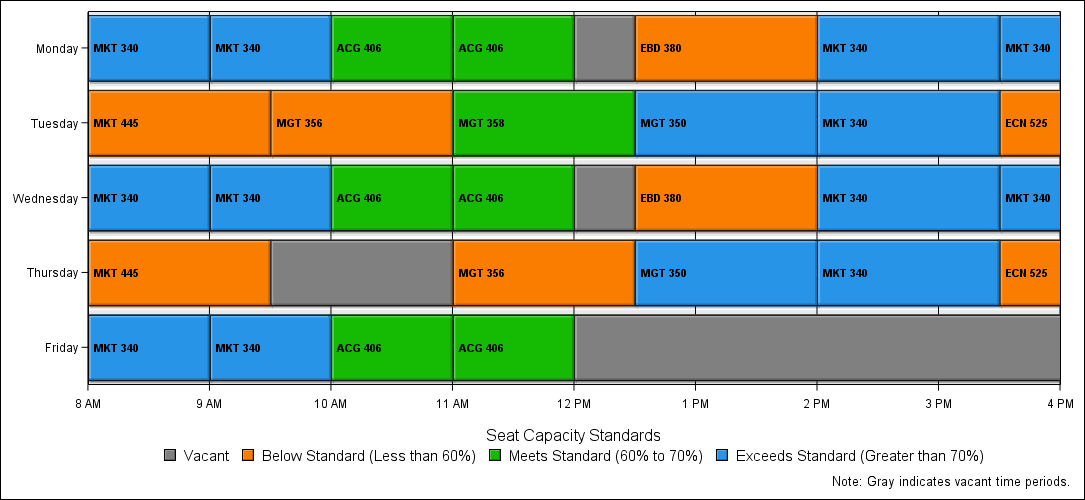 Monday MKT 340 MKT 340 ACG 406 ACG 406 EBD 380 MKT 340 MKT 340
Tuesday MKT 445 MGT 356 MGT 358 MGT 350 MKT 340 ECN 525
Wednesday MKT 340 MKT 340 ACG 406 ACG 406 EBD 380 MKT 340 MKT 340
Thursday MKT 445 MGT 356 MGT 350 MKT 340 ECN 525
Friday MKT 340 MKT 340 ACG 406 ACG 406
8 AM 9 AM 10 AM 11 AM 12 PM 1 PM 2 PM 3 PM 4 PM
Seat Capacity Standards
Vacant Below Standard (Less than 60%) Meets Standard (60% to 70%) Exceeds Standard (Greater than 70%)
Note: Gray indicates vacant time periods.